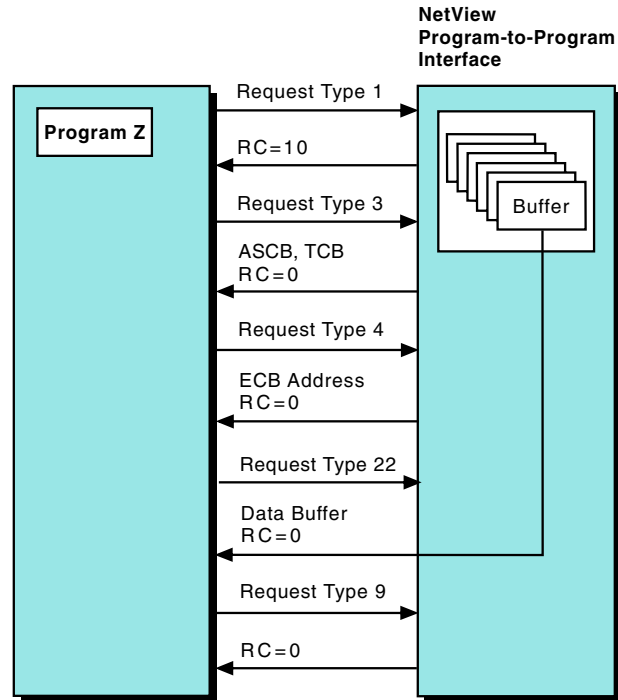 NetView
Program-to-Program
Interface
Program Z
Request Type 1
RC=10
Buffer
Request Type 3
ASCB, TCB
RC=0
Request Type 4
ECB Address
RC=0
Request Type 22
Data Buffer
RC=0
Request Type 9
RC=0